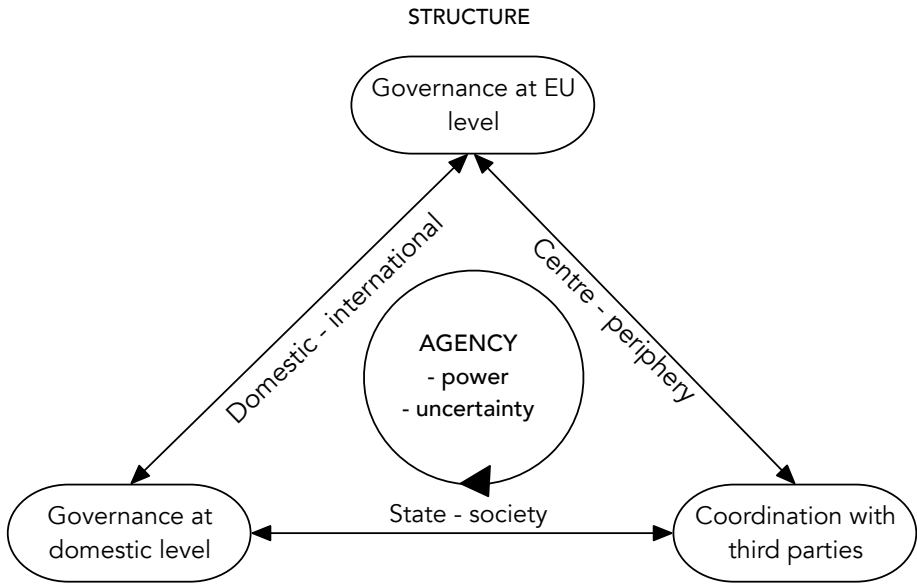 STRUCTURE
Governance at EU
level
Domestic - international
Centre - periphery
AGENCY
- power
- uncertainty
State - society
Governance at
domestic level
Coordination with
third parties